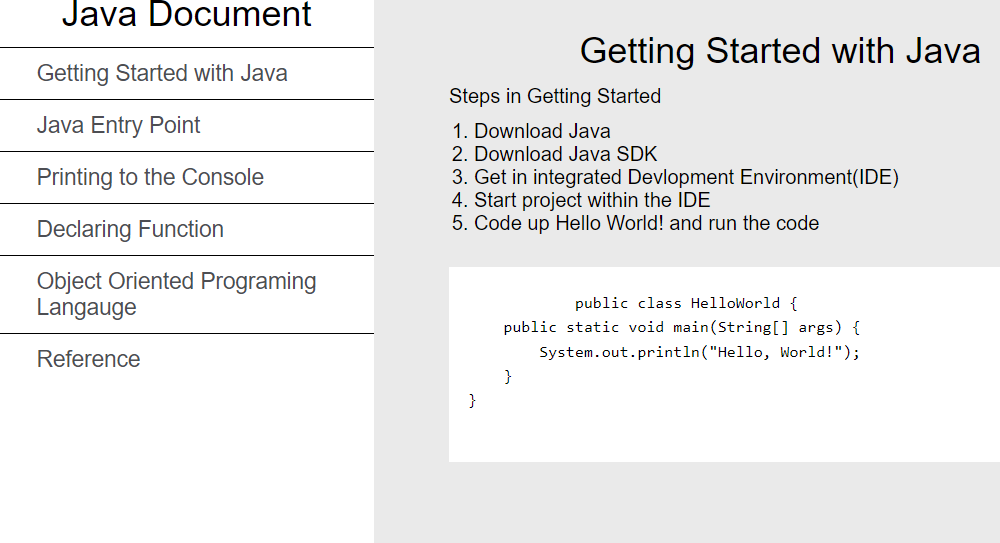 Java Document
Getting Started with Java
Java Entry Point
Printing to the Console
Declaring Function
Object Oriented Programing
Langauge
Reference
Getting Started with Java
Steps in Getting Started
1. Download Java
2. Download Java SDK
3. Get in integrated Devlopment Environment(IDE)
4. Start project within the IDE
5. Code up Hello World! and run the code
public class HelloWorld {
public static void main(String[] args) {
System.out.println("Hello, World!");
}
}